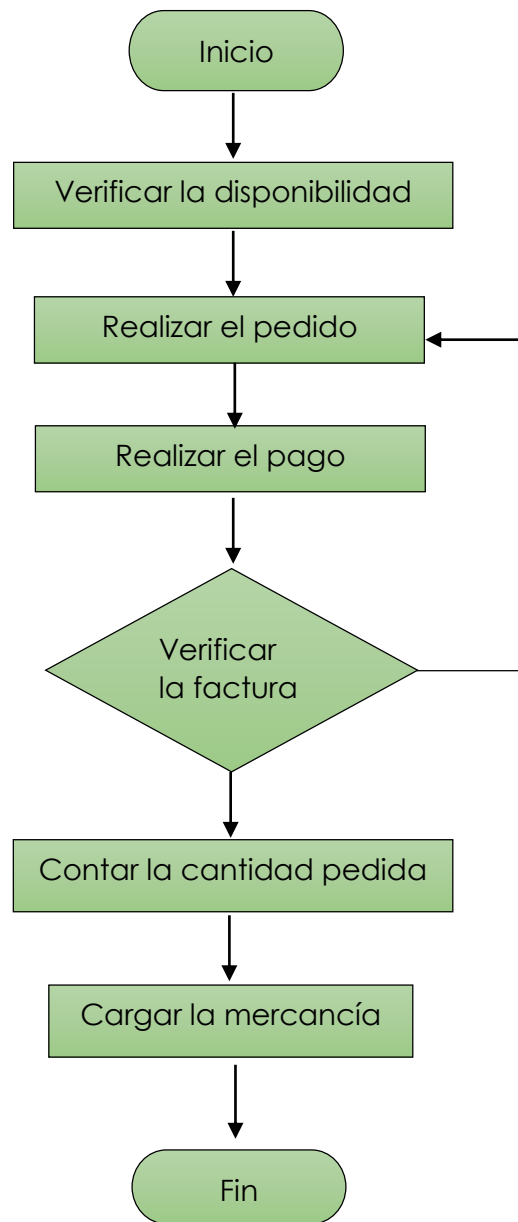 Inicio
Verificar la disponibilidad
Realizar el pedido
Realizar el pago
Verificar
la factura
Contar la cantidad pedida
Cargar la mercancía
Fin